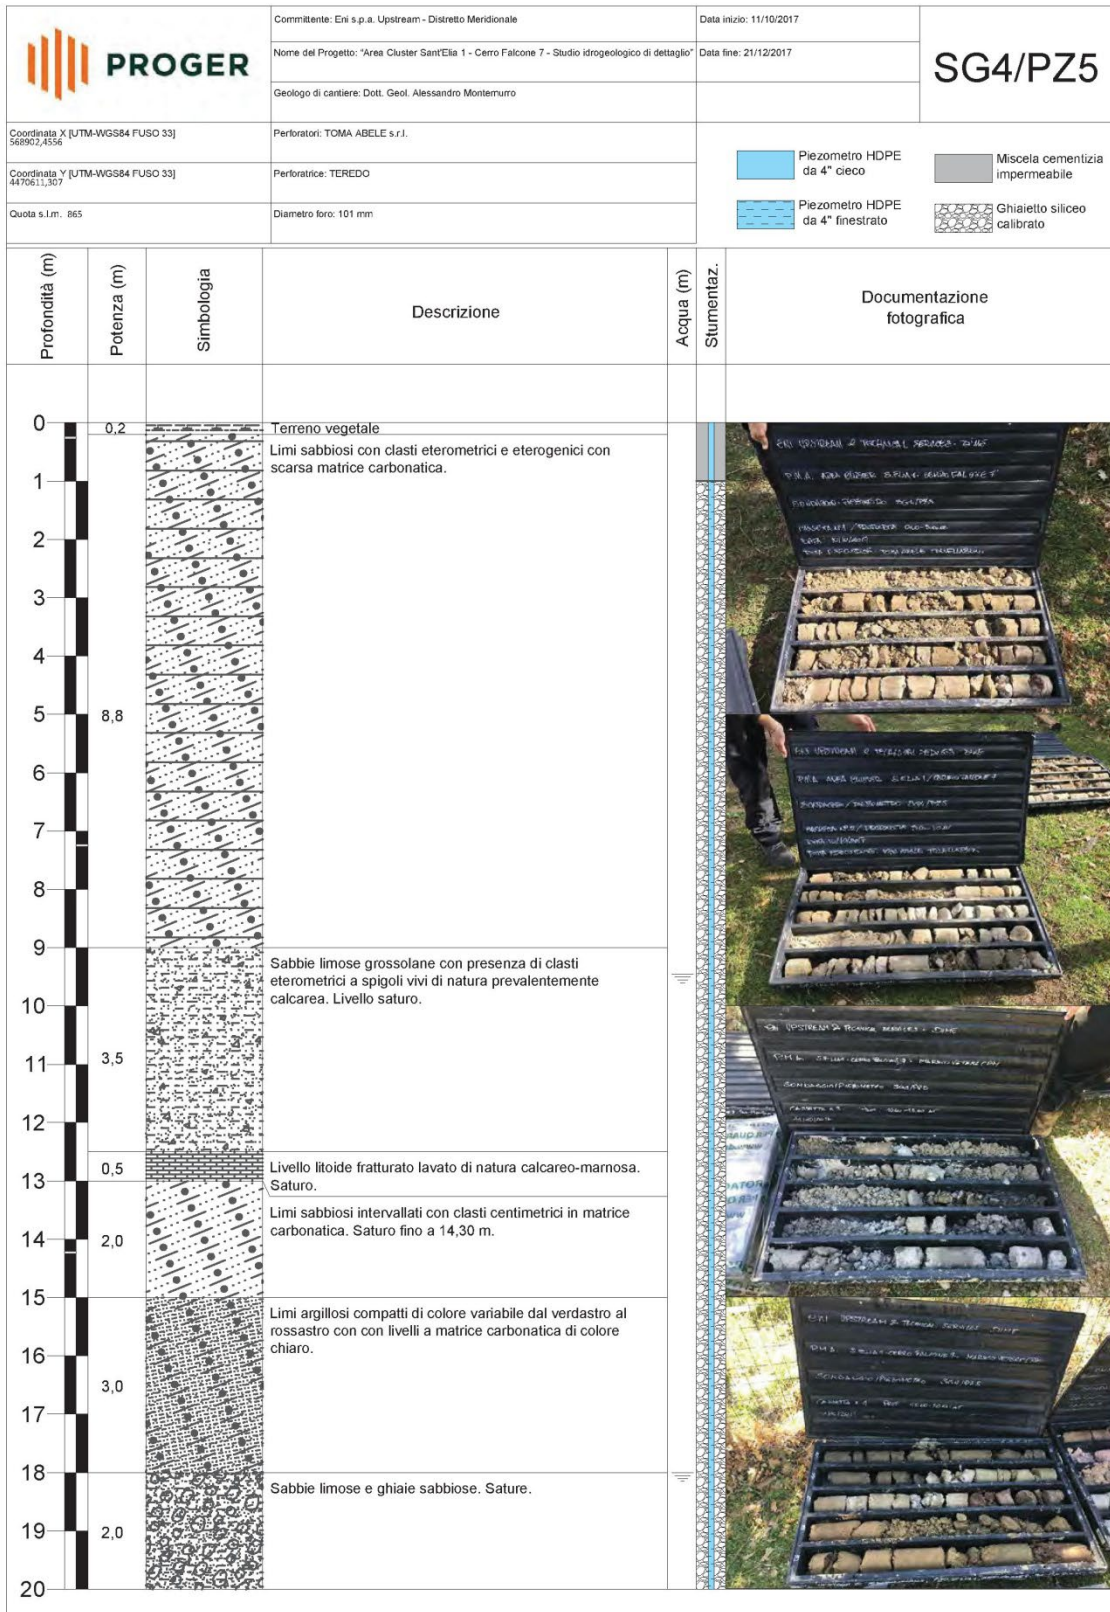 PROGER
Committente: Eni s.p.a. Upstream - Distretto Meridionale
Data inizio: 11/10/2017
SG4/PZ5
Nome del Progetto: "Area Cluster Sant'Elia 1 - Cerro Falcone 7 - Studio idrogeologico di dettaglio"
Data fine: 21/12/2017
Geologo di cantiere: Dott. Geol. Alessandro Montemurro
Coordinata X [UTM-WGS84 FUSO 33]
568902,4556
Perforatori: TOMA ABELE s.r.l.
Coordinata Y [UTM-WGS84 FUSO 33]
4470611,307
Perforatrice: TEREDO
Quota s.l.m. 865
Diametro foro: 101 mm
Piezometro HDPE
da 4" cieco
Miscela cementizia
impermeabile
Piezometro HDPE
da 4" finestrato
Ghiaietto siliceo
calibrato
Profondità (m)
Potenza (m)
Simbologia
Descrizione
Acqua (m)
Stumentaz.
Documentazione
fotografica
0
0,2
Terreno vegetale
Limi sabbiosi con clasti eterometrici e eterogenici con
scarsa matrice carbonatica.
1
2
3
4
5
8,8
6
7
8
9
Sabbie limose grossolane con presenza di clasti
eterometrici a spigoli vivi di natura prevalentemente
calcarea. Livello saturo.
10
11
3,5
12
0,5
Livello litoide fratturato lavato di natura calcareo-marnosa.
Saturo.
13
Limi sabbiosi intervallati con clasti centimetrici in matrice
carbonatica. Saturo fino a 14,30 m.
14
2,0
15
Limi argillosi compatti di colore variabile dal verdastro al
rossastro con con livelli a matrice carbonatica di colore
chiaro.
16
3,0
17
18
Sabbie limose e ghiaie sabbiose. Sature.
19
2,0
20